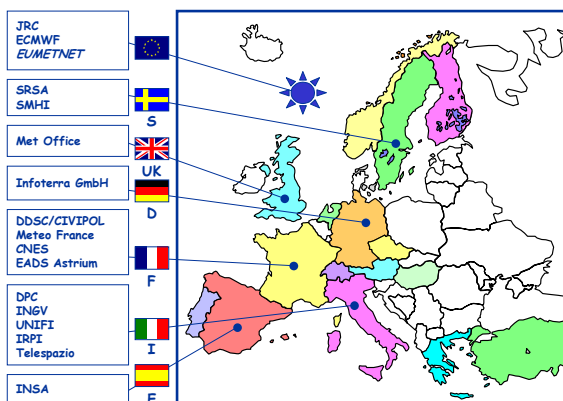 JRC
ECMWF
EUMETNET
SRSA
SMHI
S
Met Office
UK
Infoterra GmbH
D
DDSC/CIVIPOL
Meteo France
CNES
EADS Astrium
F
DPC
INGV
UNIFI
IRPI
Telespazio
I
INSA